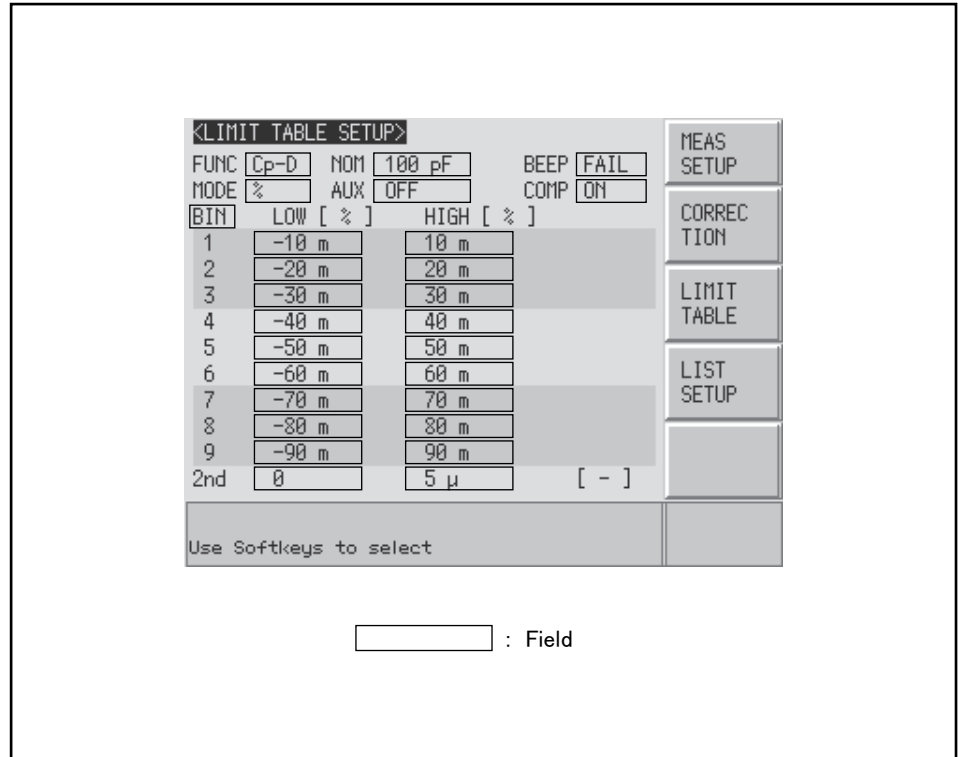 <LIMIT TABLE SETUP>
FUNC Cp-D NOM 100 pF BEEP FAIL
MODE % AUX OFF COMP ON
BIN LOW [ % ] HIGH [ % ]
1 -10 m 10 m
2 -20 m 20 m
3 -30 m 30 m
4 -40 m 40 m
5 -50 m 50 m
6 -60 m 60 m
7 -70 m 70 m
8 -80 m 80 m
9 -90 m 90 m
2nd 0 5 µ [ - ]
MEAS
SETUP
CORREC
TION
LIMIT
TABLE
LIST
SETUP
Use Softkeys to select
: Field